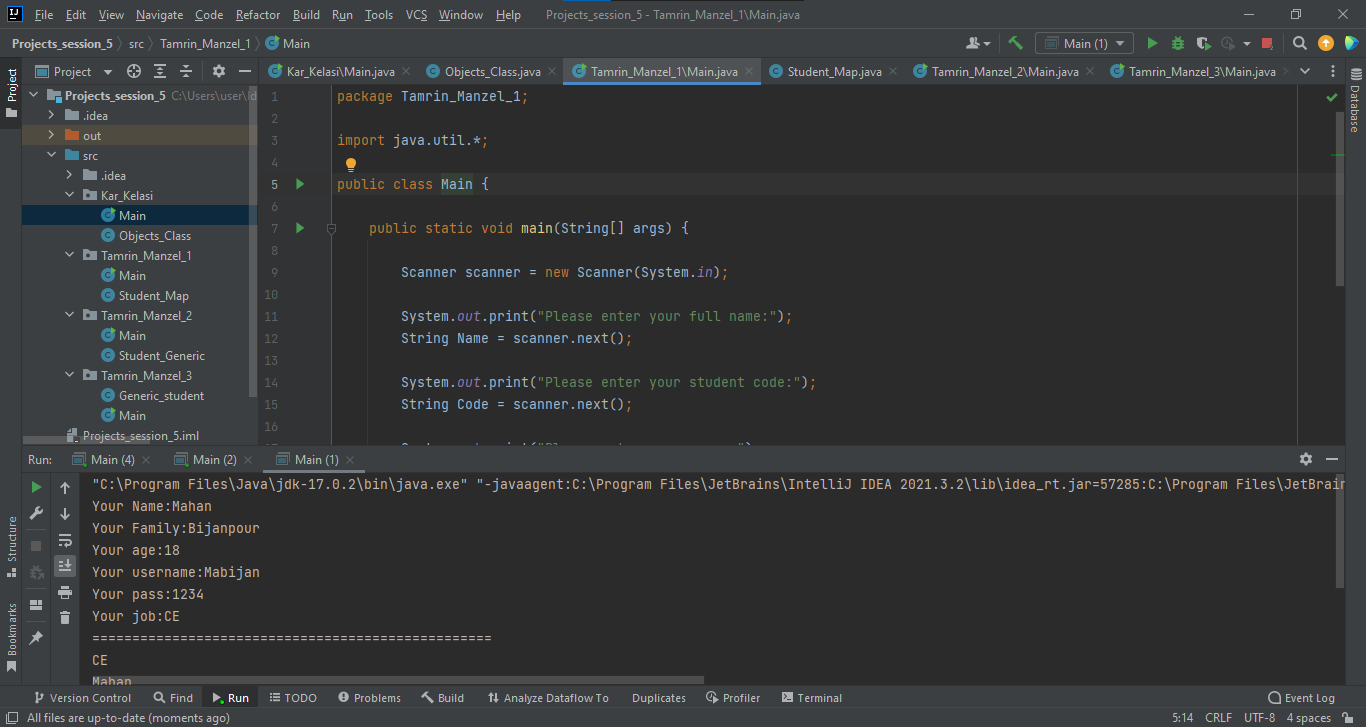 File Edit View Navigate Code Refactor Build Run Tools VCS Window Help Projects_session_5 - Tamrin_Manzel_1\Main.java
Projects_session_5 src Tamrin_Manzel_1 Main Main (1)
Project
Project
Kar_Kelasi\Main.java Objects_Class.java Tamrin_Manzel_1\Main.java Student_Map.java Tamrin_Manzel_2\Main.java Tamrin_Manzel_3\Main.java
Database
Projects_session_5 C:\Users\user\Id
.idea
out
src
.idea
Kar_Kelasi
Main
Objects_Class
Tamrin_Manzel_1
Main
Student_Map
Tamrin_Manzel_2
Main
Student_Generic
Tamrin_Manzel_3
Generic_student
Main
Projects_session_5.iml
1 package Tamrin_Manzel_1;
2
3 import java.util.*;
4
5 public class Main {
6
7 public static void main(String[] args) {
8
9 Scanner scanner = new Scanner(System.in);
10
11 System.out.print("Please enter your full name:");
12 String Name = scanner.next();
13
14 System.out.print("Please enter your student code:");
15 String Code = scanner.next();
16
Run: Main (4) Main (2) Main (1)
"C:\Program Files\Java\jdk-17.0.2\bin\java.exe" "-javaagent:C:\Program Files\JetBrains\IntelliJ IDEA 2021.3.2\lib\idea_rt.jar=57285:C:\Program Files\JetBrain
Your Name:Mahan
Your Family:Bijanpour
Your age:18
Your username:Mabijan
Your pass:1234
Your job:CE
==================================================
CE
Mahan
Structure
Bookmarks
Version Control Find Run TODO Problems Build Analyze Dataflow To Duplicates Profiler Terminal Event Log
All files are up-to-date (moments ago) 5:14 CRLF UTF-8 4 spaces